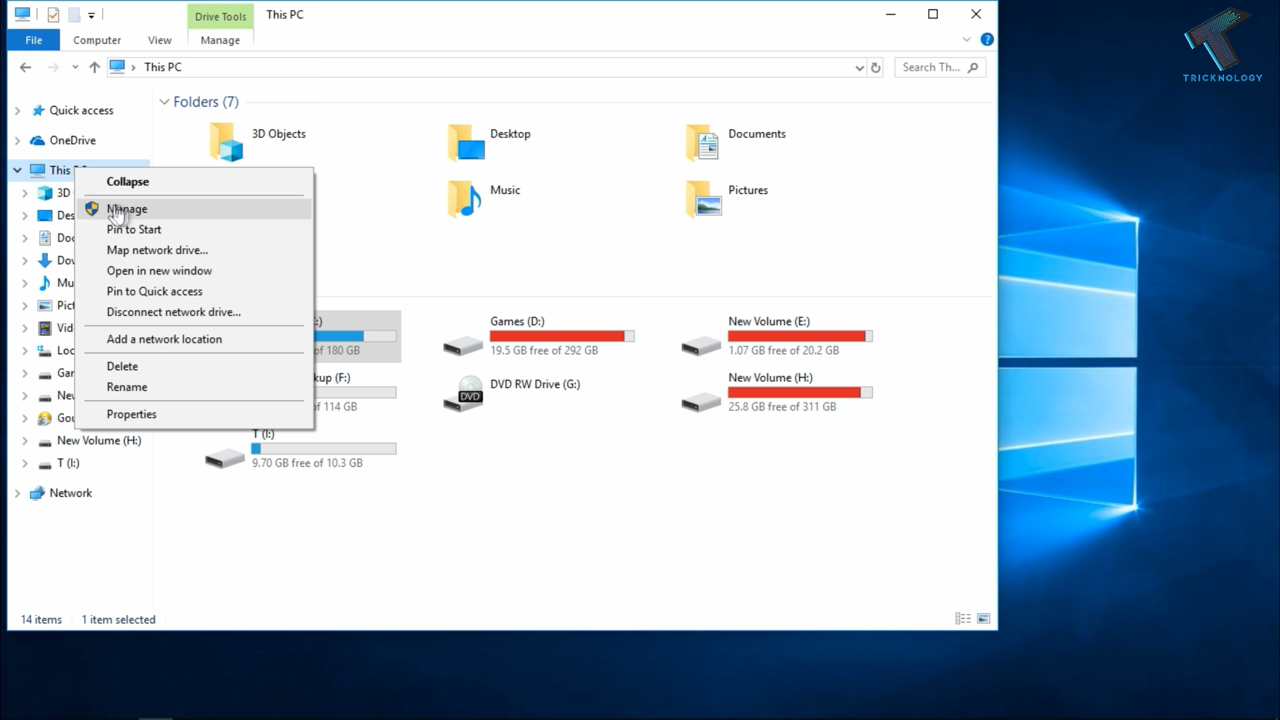 Drive Tools
This PC
File
Computer
View
Manage
This PC
Search Th...
TRICKNOLOGY
Quick access
OneDrive
This
3D
Des
Doc
Dov
Mu
Pict
Vid
Loc
Gar
Nev
Gou
New Volume (H:)
T (I:)
Network
Collapse
Manage
Pin to Start
Map network drive...
Open in new window
Pin to Quick access
Disconnect network drive...
Add a network location
Delete
Rename
Properties
Folders (7)
3D Objects
Desktop
Documents
Music
Pictures
:)
of 180 GB
Games (D:)
19.5 GB free of 292 GB
New Volume (E:)
1.07 GB free of 20.2 GB
kup (F:)
of 114 GB
DVD RW Drive (G:)
DVD
New Volume (H:)
25.8 GB free of 311 GB
T (I:)
9.70 GB free of 10.3 GB
14 items
1 item selected